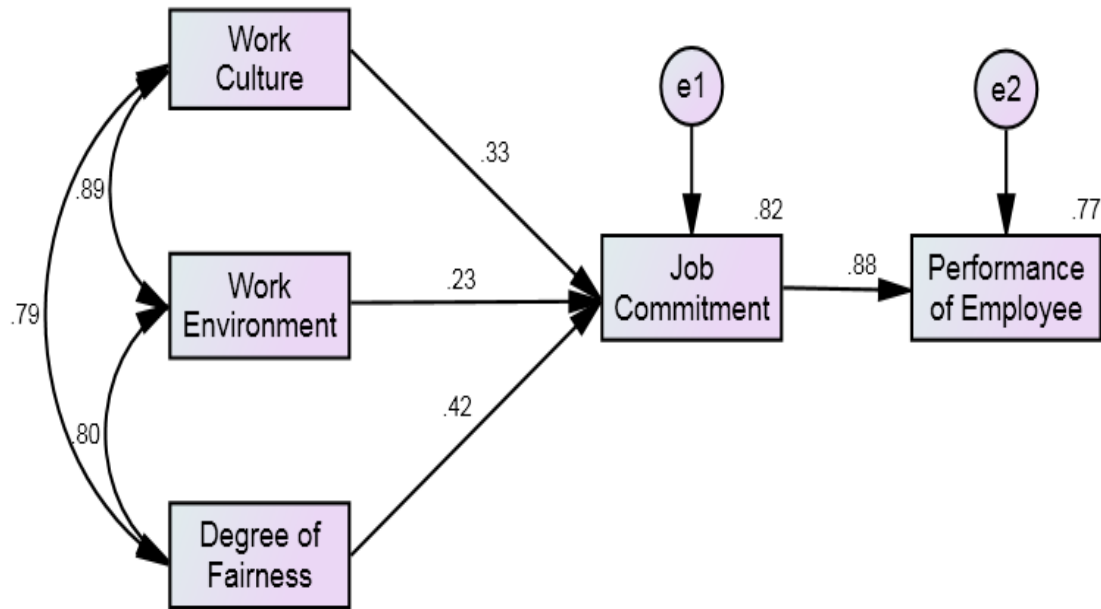 Work
Culture
e1
e2
.33
.89
.82
.77
Work
Environment
.23
Job
Commitment
.88
Performance
of Employee
.79
.42
.80
Degree of
Fairness